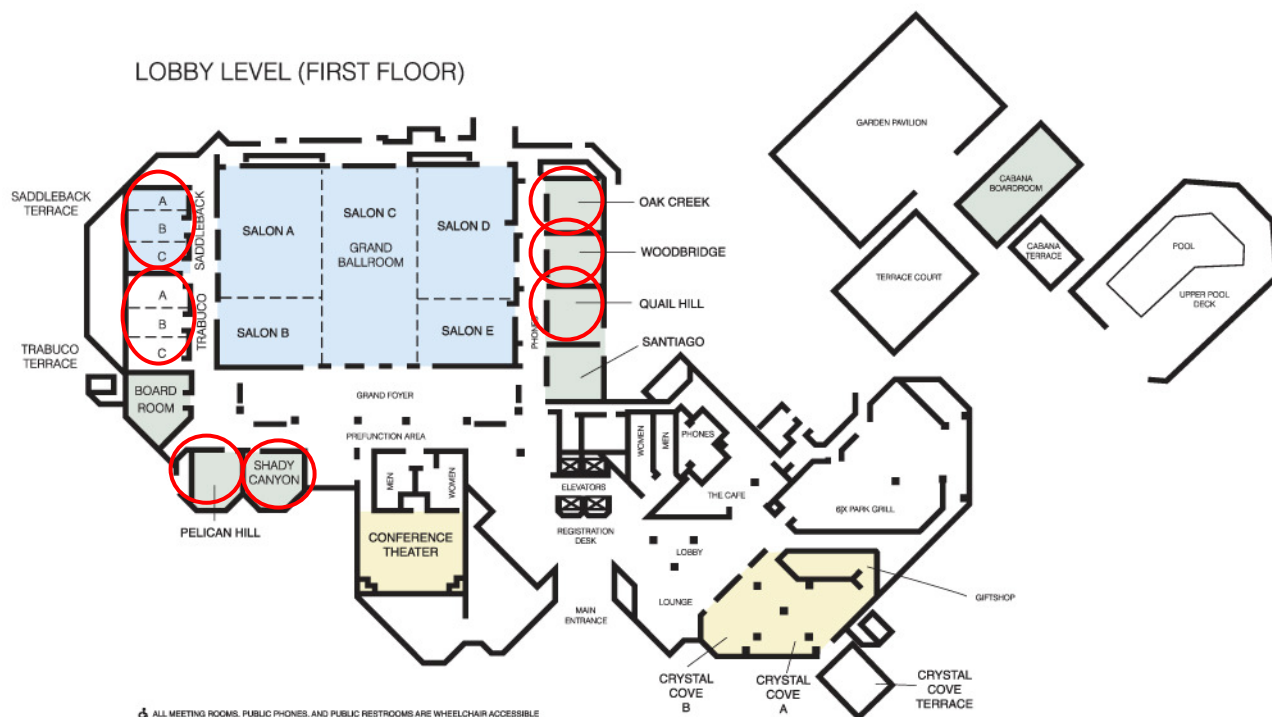 LOBBY LEVEL (FIRST FLOOR)
GARDEN PAVILION
CABANA
BOARDROOM
CABANA
TERRACE
POOL
UPPER POOL
DECK
TERRACE COURT
SADDLEBACK
TERRACE
A
B
C
SADDLEBACK
SALON A
SALON C
GRAND
BALLROOM
SALON D
OAK CREEK
WOODBRIDGE
QUAIL HILL
A
B
C
TRABUCO
SALON B
SALON E
PHONES
SANTIAGO
TRABUCO
TERRACE
BOARD
ROOM
GRAND FOYER
PREFUNCTION AREA
SHADY
CANYON
PELICAN HILL
MEN
WOMEN
CONFERENCE
THEATER
ELEVATORS
REGISTRATION
DESK
WOMEN
MEN
PHONES
THE CAFE
6IX PARK GRILL
LOBBY
LOUNGE
MAIN
ENTRANCE
GIFTSHOP
CRYSTAL
COVE
B
CRYSTAL
COVE
A
CRYSTAL
COVE
TERRACE
ALL MEETING ROOMS, PUBLIC PHONES, AND PUBLIC RESTROOMS ARE WHEELCHAIR ACCESSIBLE